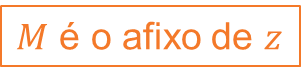 M é o afixo de z